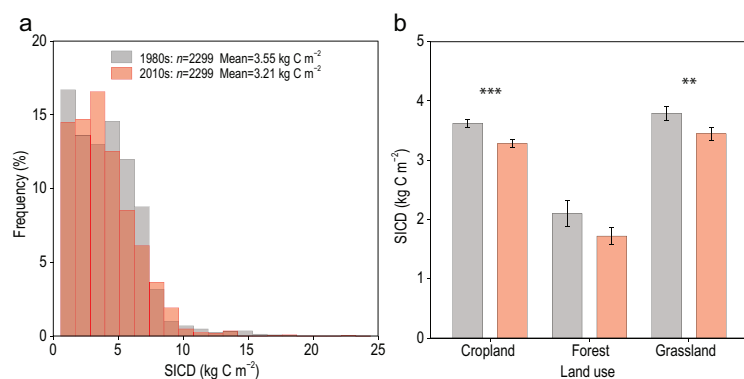 a
20
15
10
5
0
Frequency (%)
1980s: n=2299 Mean=3.55 kg C m⁻²
2010s: n=2299 Mean=3.21 kg C m⁻²
0 5 10 15 20 25
SICD (kg C m⁻²)
b
5
4
3
2
1
0
SICD (kg C m⁻²)
***
**
Cropland Forest Grassland
Land use